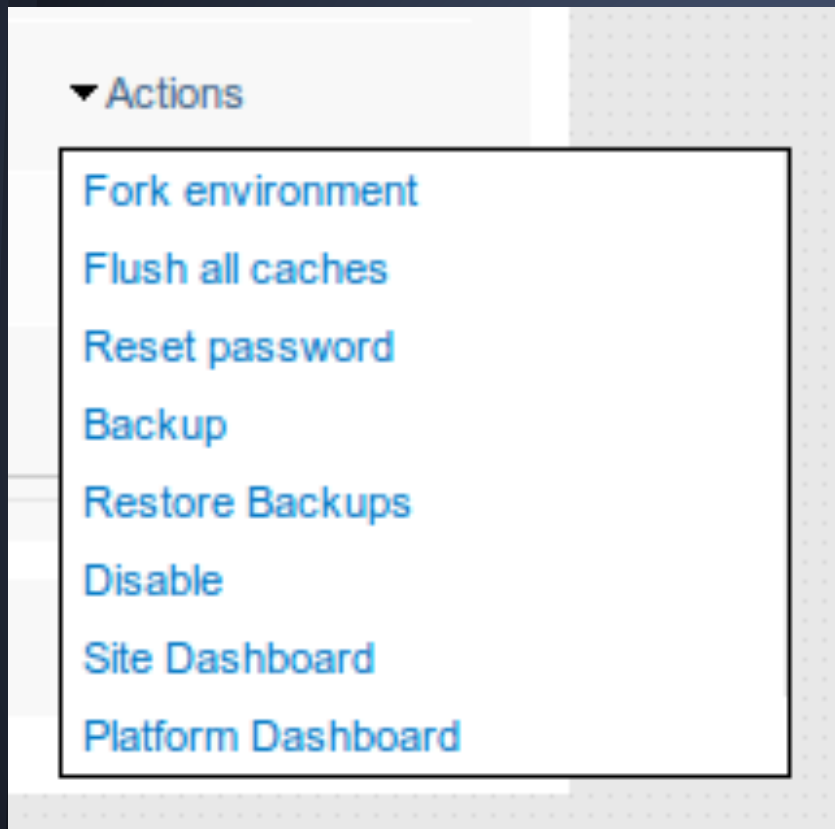 Actions
Fork environment
Flush all caches
Reset password
Backup
Restore Backups
Disable
Site Dashboard
Platform Dashboard